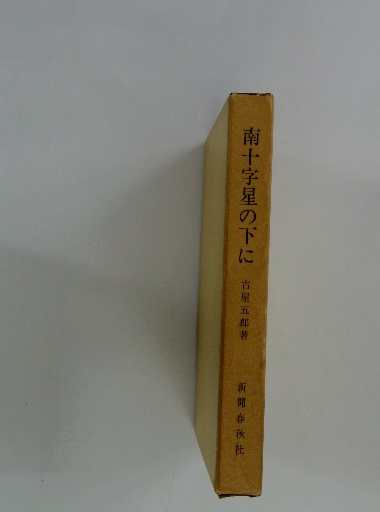 南十字星の下に
吉屋五郎著
新聞春秋社